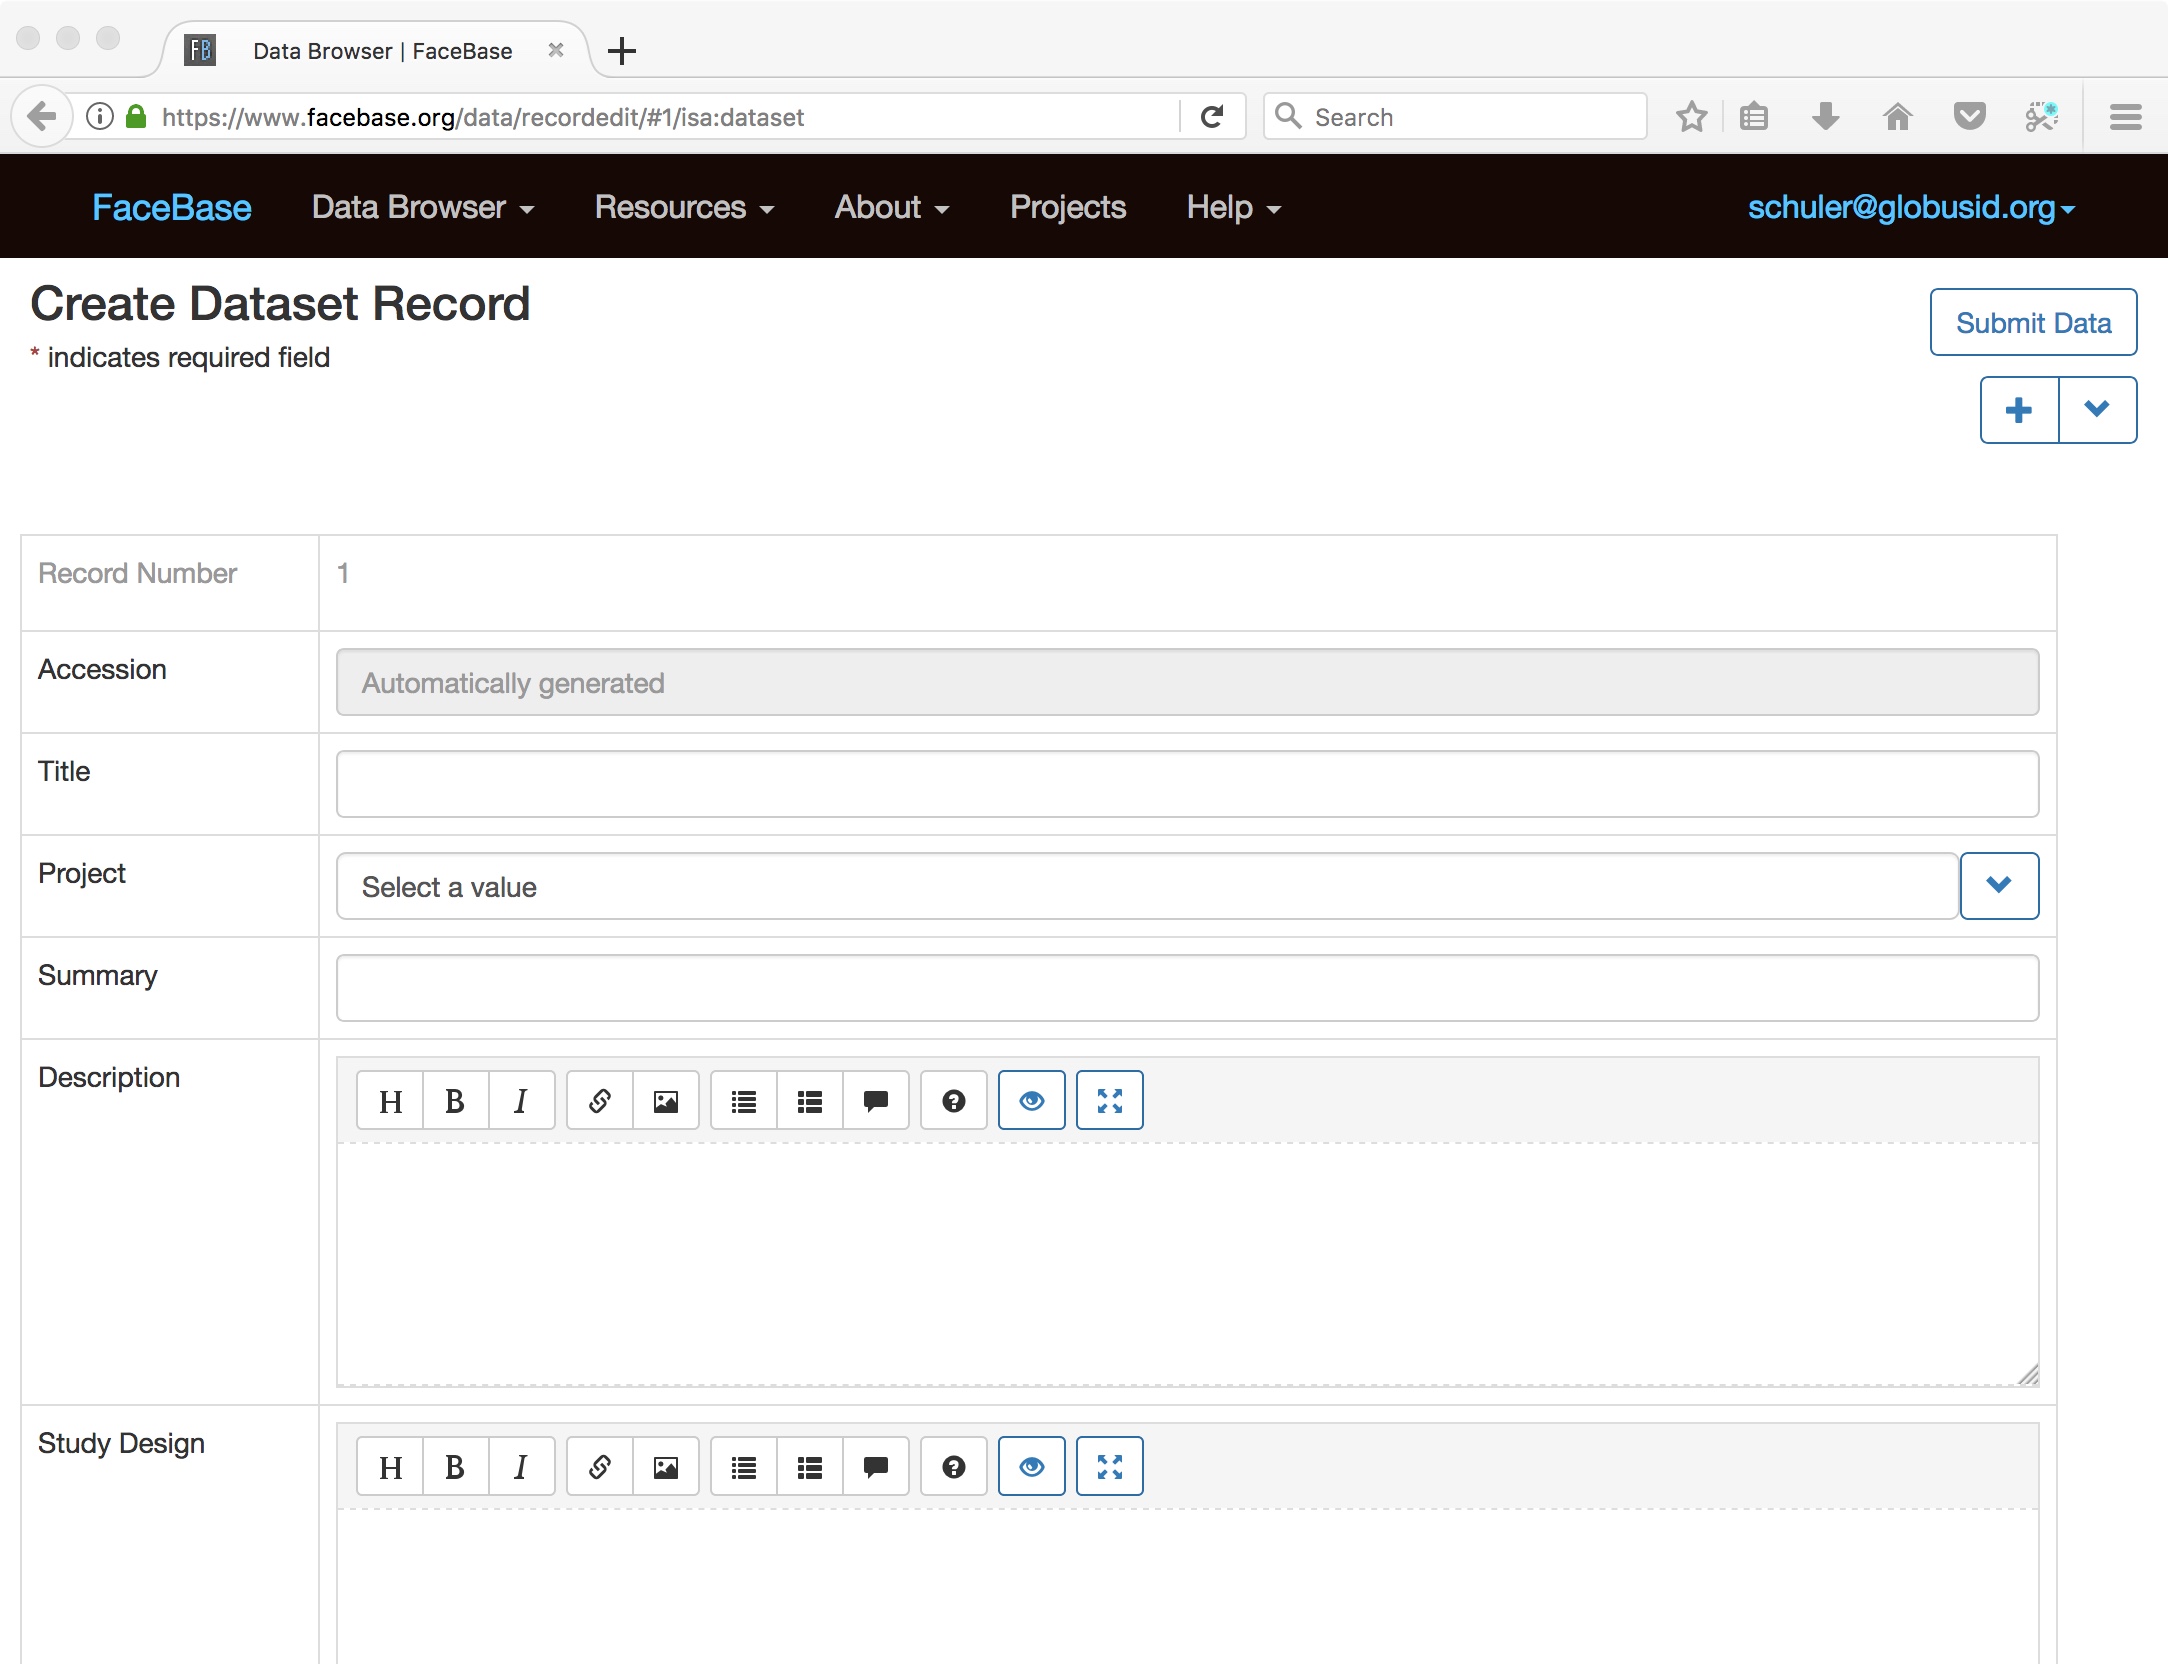 FB Data Browser | FaceBase
https://www.facebase.org/data/recordedit/#1/isa:dataset Search
FaceBase Data Browser Resources About Projects Help schuler@globusid.org
Create Dataset Record
* indicates required field
Submit Data
Record Number 1
Accession Automatically generated
Title
Project Select a value
Summary
Description H B I
Study Design H B I